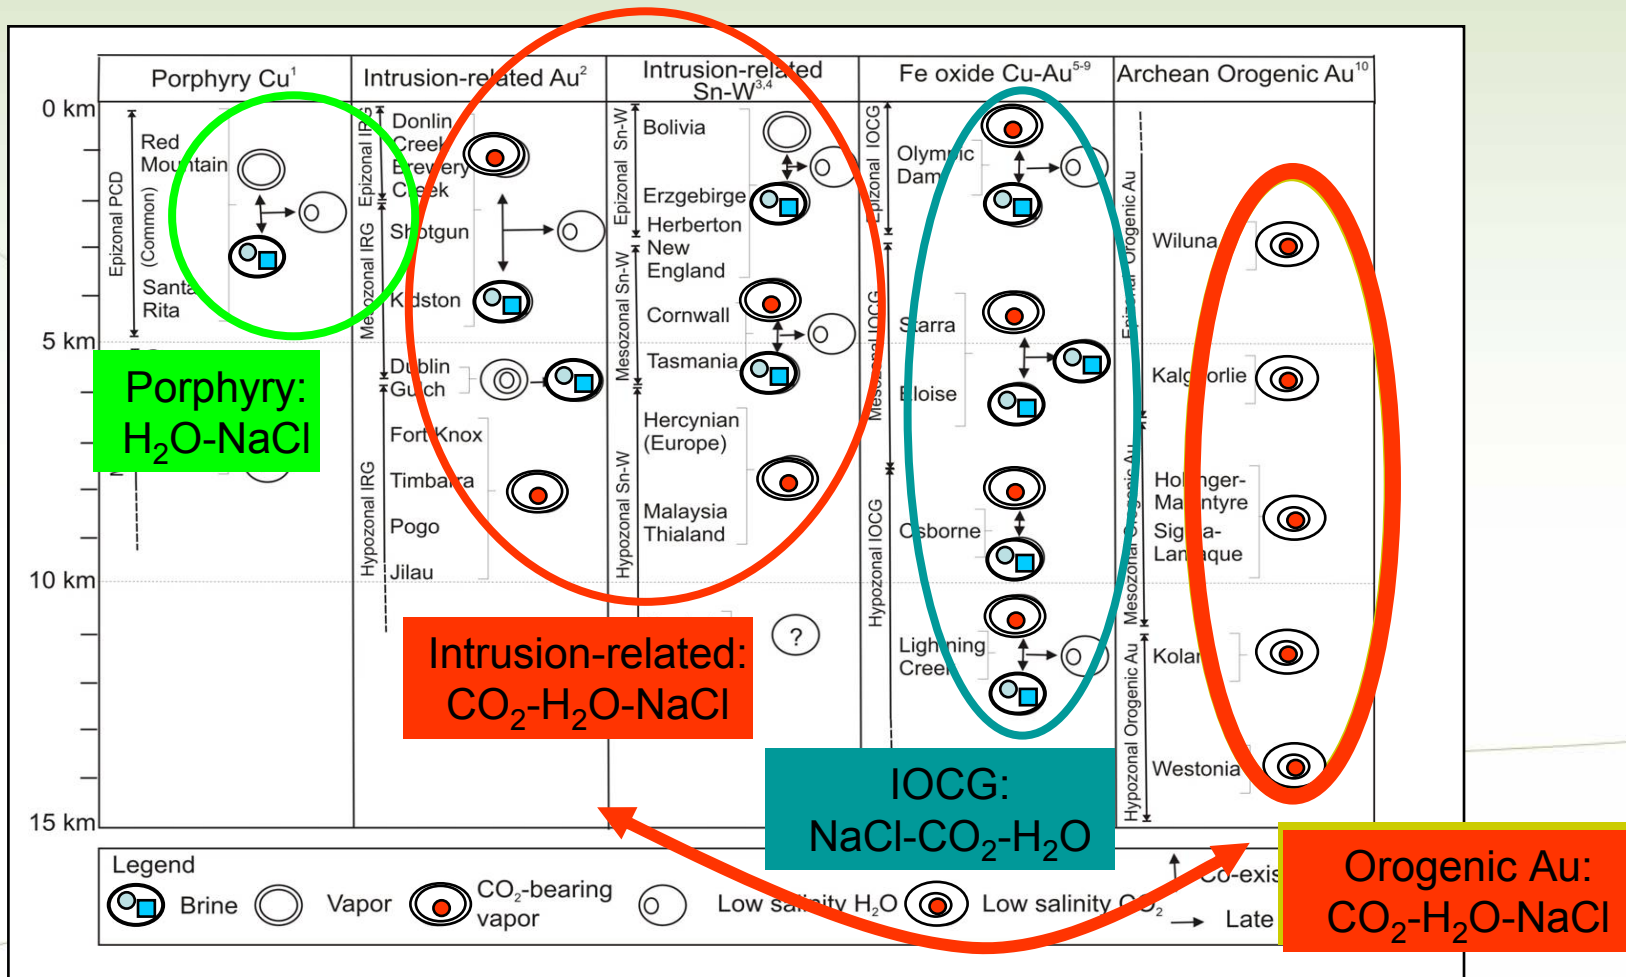 Porphyry Cu¹
Intrusion-related Au²
Intrusion-related
Sn-W³,⁴
Fe oxide Cu-Au⁵⁻⁹
Archean Orogenic Au¹⁰
0 km
5 km
10 km
15 km
Epizonal PCD
(Common)
Red
Mountain
Santa
Rita
Porphyry:
H₂O-NaCl
Epizonal IRG
Mesozonal IRG
Hypozonal IRG
Donlin
Creek
Brewery
Creek
Shotgun
Kidston
Dublin
Gulch
Fort Knox
Timbarra
Pogo
Jilau
Epizonal Sn-W
Mesozonal Sn-W
Hypozonal Sn-W
Bolivia
Erzgebirge
Herberton
New
England
Cornwall
Tasmania
Hercynian
(Europe)
Malaysia
Thialand
?
Intrusion-related:
CO₂-H₂O-NaCl
Epizonal IOCG
Mesozonal IOCG
Hypozonal IOCG
Olympic
Dam
Starra
Eloise
Osborne
Lightning
Creek
IOCG:
NaCl-CO₂-H₂O
Epizonal Orogenic Au
Mesozonal Orogenic Au
Hypozonal Orogenic Au
Wiluna
Kalgoorlie
Hollinger-
MacIntyre
Sigma-
Lamaque
Kolar
Westonia
Orogenic Au:
CO₂-H₂O-NaCl
Legend
Brine
Vapor
CO₂-bearing
vapor
Low salinity H₂O
Low salinity CO₂
Co-exis
Late